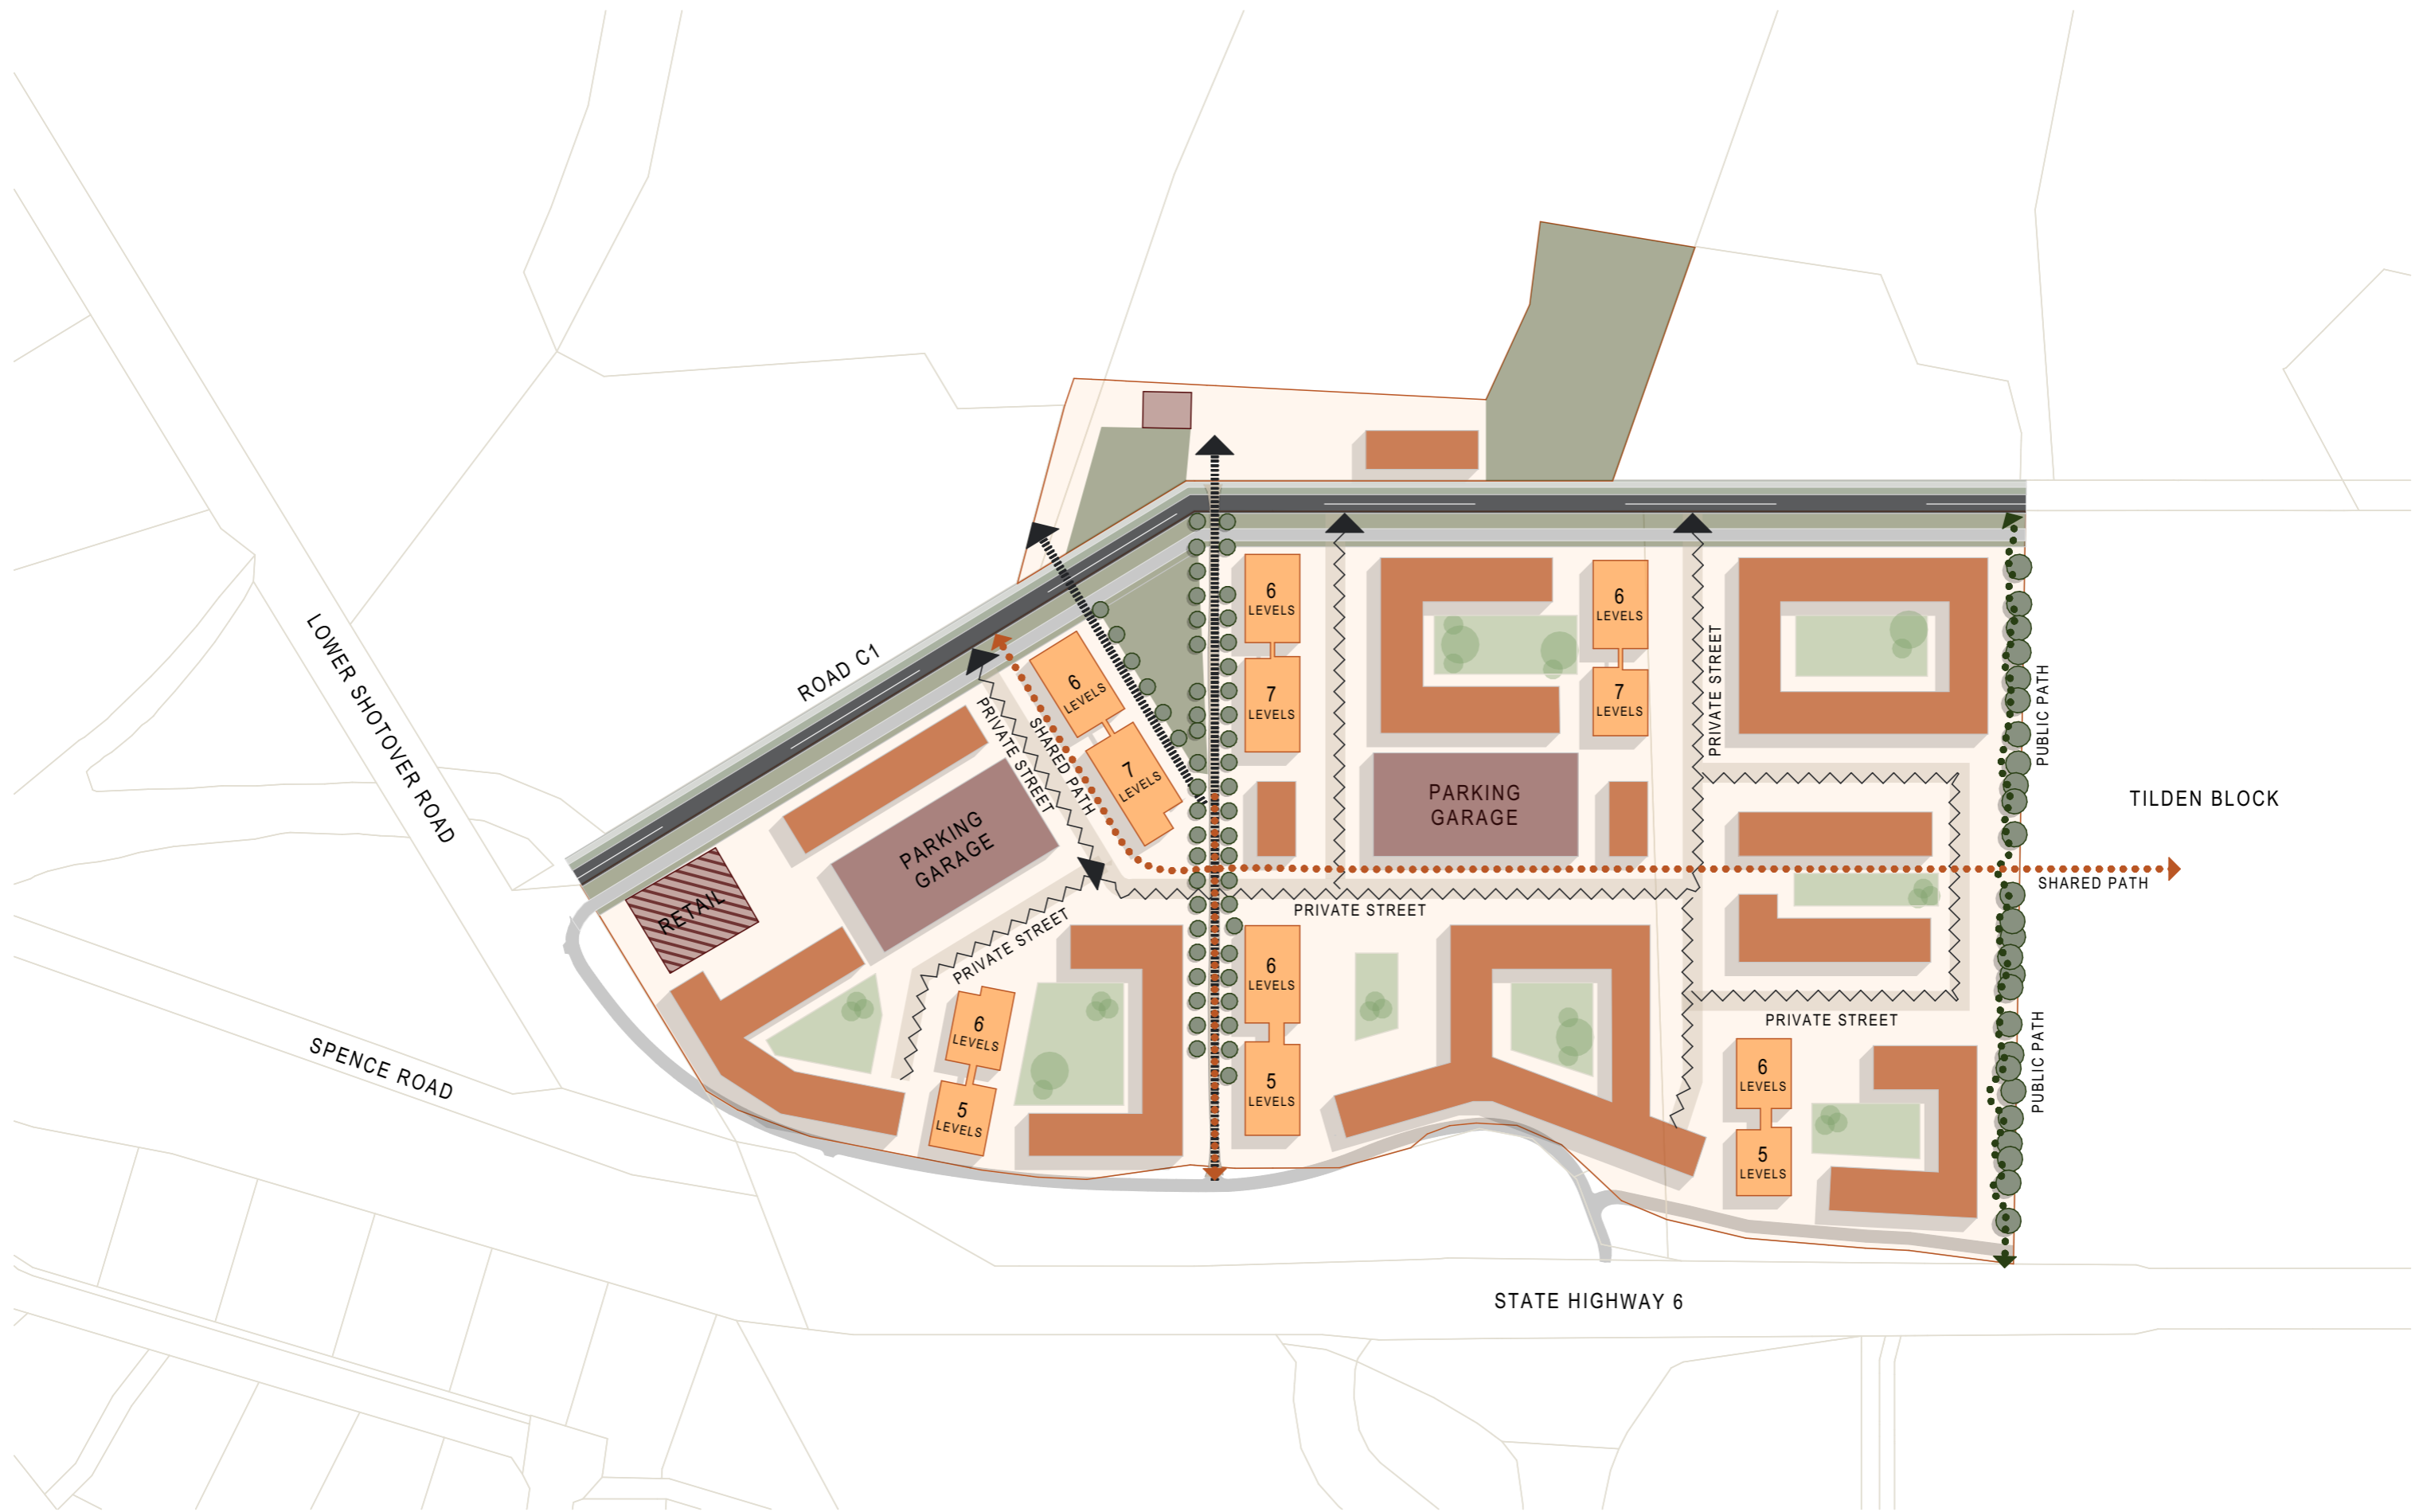 LOWER SHOTOVER ROAD
ROAD C1
SPENCE ROAD
STATE HIGHWAY 6
TILDEN BLOCK
RETAIL
PARKING
GARAGE
PRIVATE STREET
SHARED PATH
6
LEVELS
7
LEVELS
6
LEVELS
7
LEVELS
6
LEVELS
7
LEVELS
PARKING
GARAGE
PRIVATE STREET
PUBLIC PATH
SHARED PATH
PRIVATE STREET
PRIVATE STREET
6
LEVELS
5
LEVELS
6
LEVELS
5
LEVELS
PRIVATE STREET
6
LEVELS
5
LEVELS
PUBLIC PATH